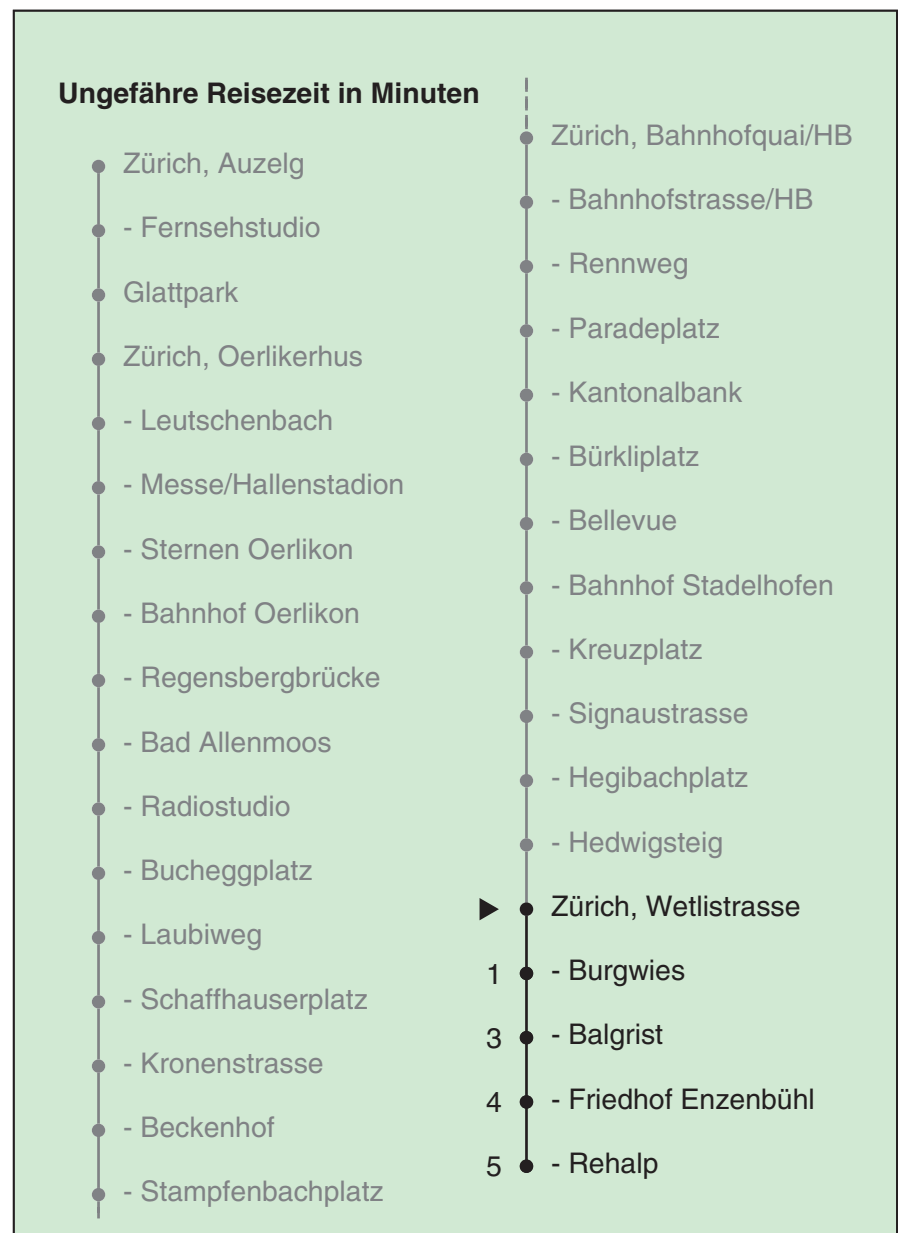 Ungefähre Reisezeit in Minuten
Zürich, Auzelg
- Fernsehstudio
Glattpark
Zürich, Oerlikerhus
- Leutschenbach
- Messe/Hallenstadion
- Sternen Oerlikon
- Bahnhof Oerlikon
- Regensbergbrücke
- Bad Allenmoos
- Radiostudio
- Bucheggplatz
- Laubiweg
- Schaffhauserplatz
- Kronenstrasse
- Beckenhof
- Stampfenbachplatz
Zürich, Bahnhofquai/HB
- Bahnhofstrasse/HB
- Rennweg
- Paradeplatz
- Kantonalbank
- Bürkliplatz
- Bellevue
- Bahnhof Stadelhofen
- Kreuzplatz
- Signaustrasse
- Hegibachplatz
- Hedwigsteig
Zürich, Wetlistrasse
1 - Burgwies
3 - Balgrist
4 - Friedhof Enzenbühl
5 - Rehalp